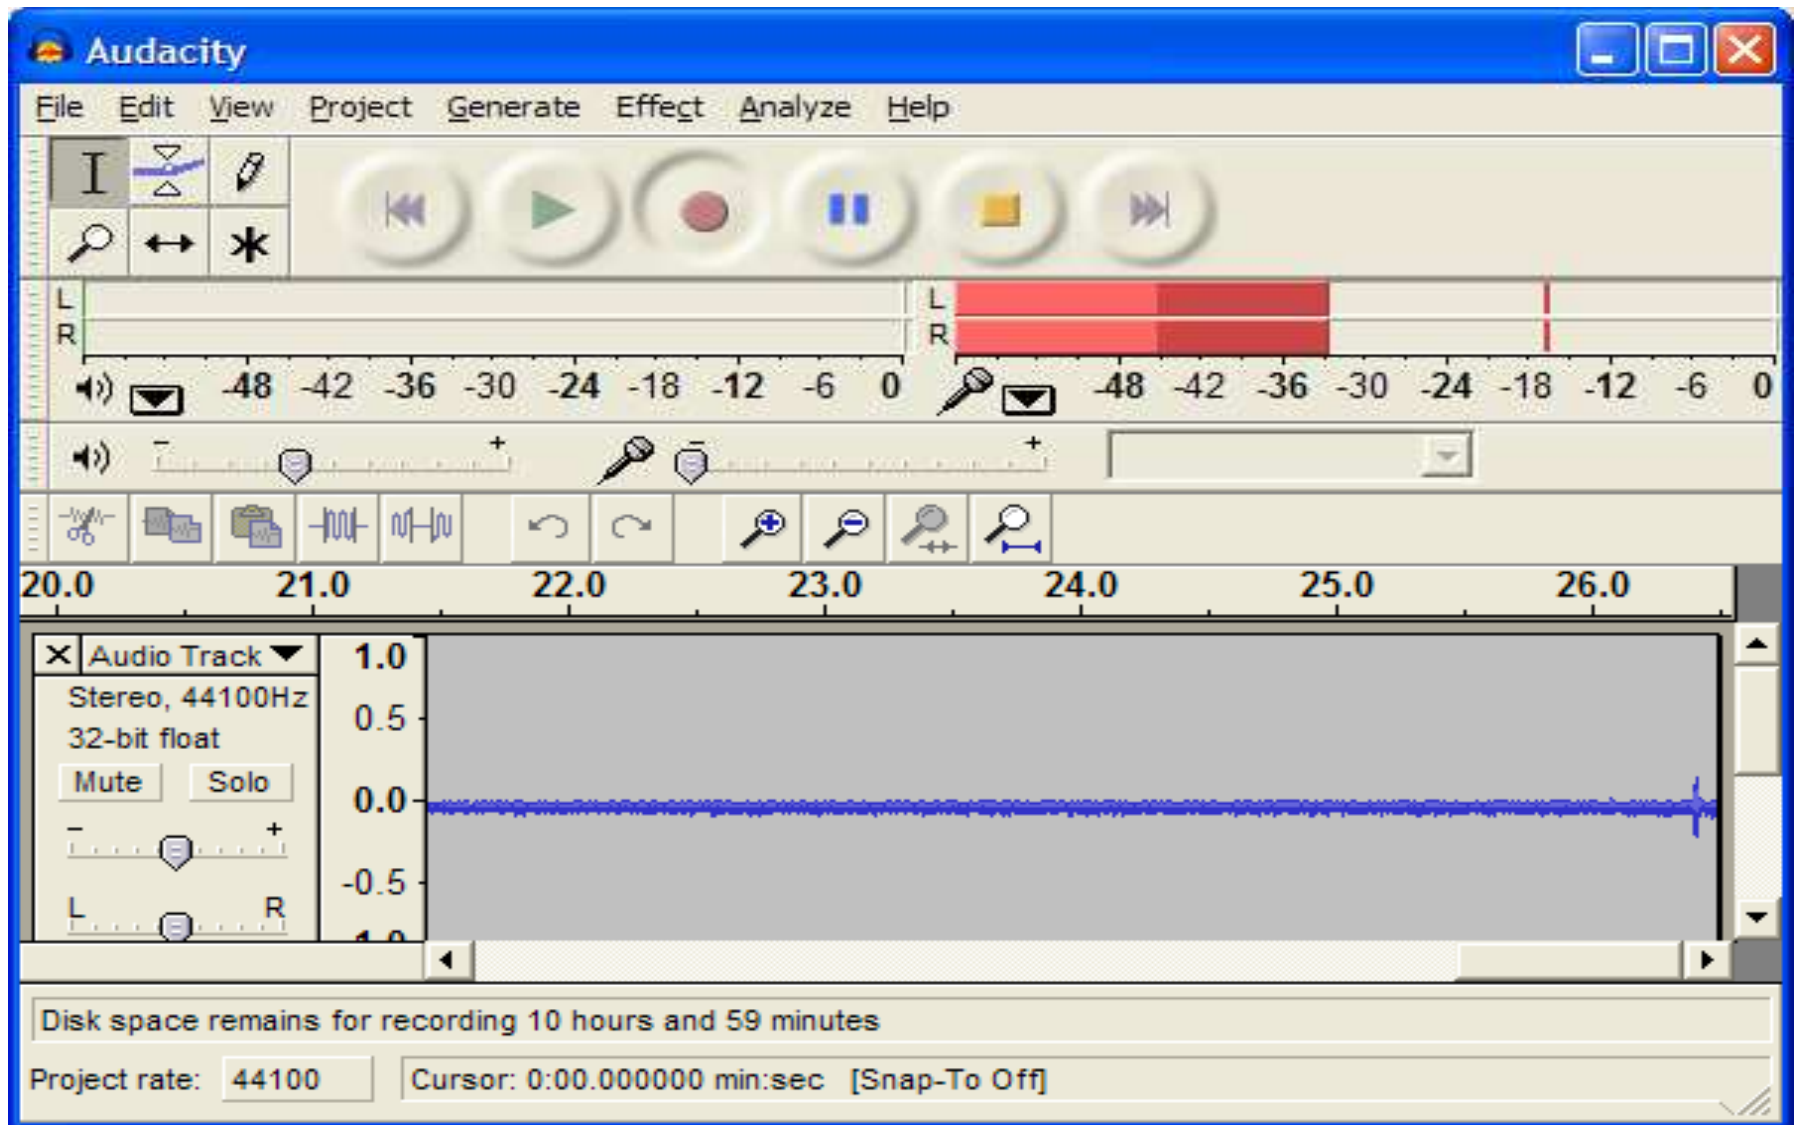 Audacity
File Edit View Project Generate Effect Analyze Help
L L
R R
-48 -42 -36 -30 -24 -18 -12 -6 0 -48 -42 -36 -30 -24 -18 -12 -6 0
- + - +
20.0 21.0 22.0 23.0 24.0 25.0 26.0
X Audio Track 1.0
Stereo, 44100Hz
0.5
32-bit float
Mute Solo
0.0
- +
-0.5
L R
-1.0
Disk space remains for recording 10 hours and 59 minutes
Project rate: 44100 Cursor: 0:00.000000 min:sec [Snap-To Off]